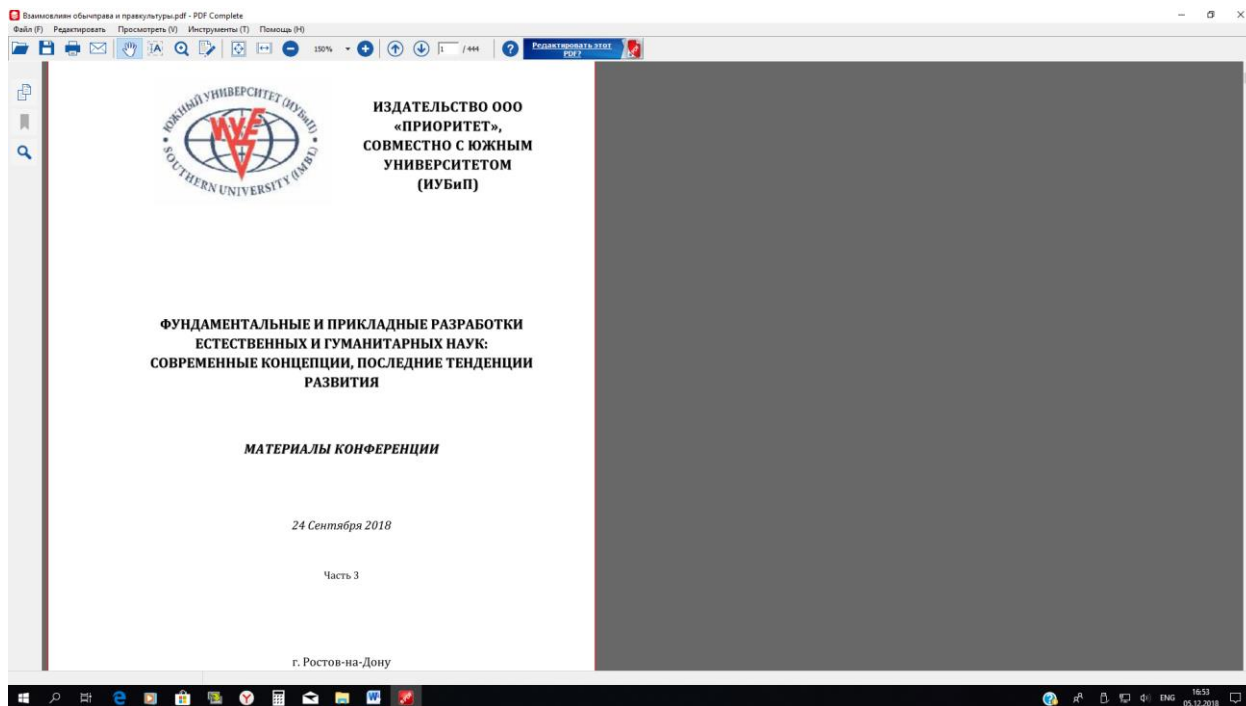 Взаимовлиян обычправа и правкультуры.pdf - PDF Complete
Файл (F) Редактировать Просмотреть (V) Инструменты (T) Помощь (H)
150% 1 / 444 Редактировать этот
PDF?
ЮЖНЫЙ УНИВЕРСИТЕТ (ИУБиП)
SOUTHERN UNIVERSITY (IMBL)
ИЗДАТЕЛЬСТВО ООО
«ПРИОРИТЕТ»,
СОВМЕСТНО С ЮЖНЫМ
УНИВЕРСИТЕТОМ
(ИУБиП)
ФУНДАМЕНТАЛЬНЫЕ И ПРИКЛАДНЫЕ РАЗРАБОТКИ
ЕСТЕСТВЕННЫХ И ГУМАНИТАРНЫХ НАУК:
СОВРЕМЕННЫЕ КОНЦЕПЦИИ, ПОСЛЕДНИЕ ТЕНДЕНЦИИ
РАЗВИТИЯ
МАТЕРИАЛЫ КОНФЕРЕНЦИИ
24 Сентября 2018
Часть 3
г. Ростов-на-Дону
ENG
16:53
05.12.2018